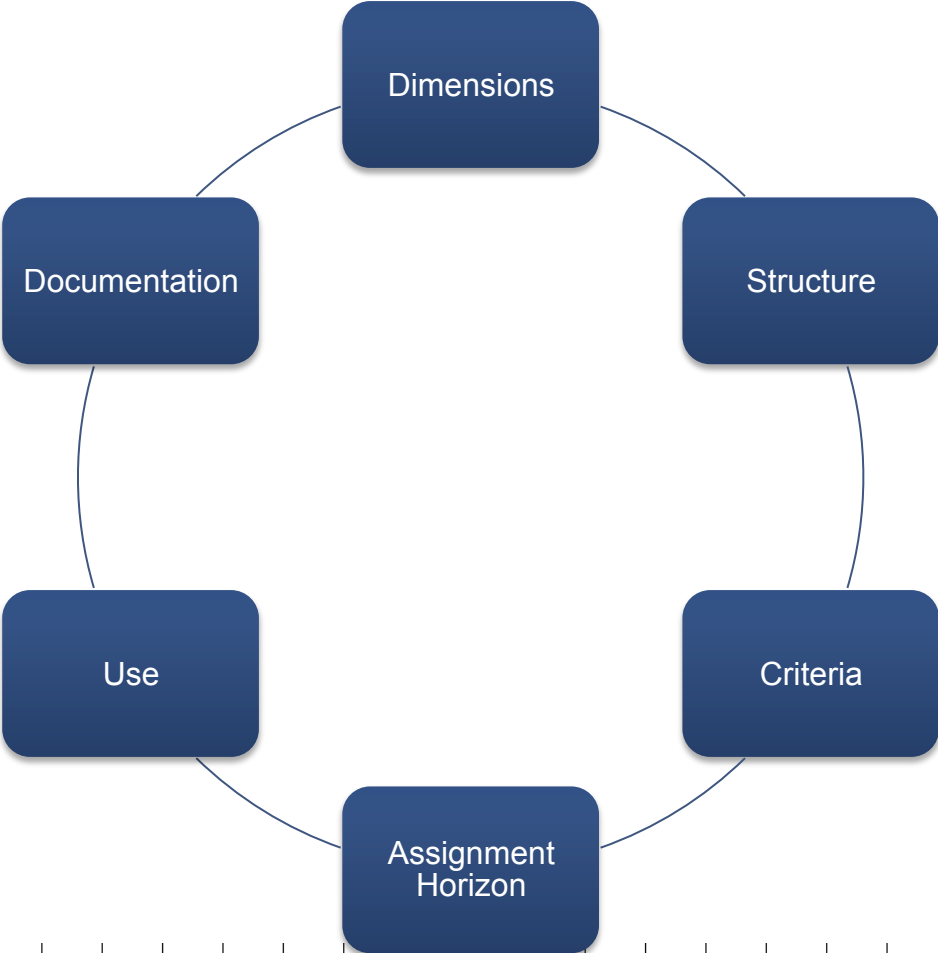 Dimensions
Structure
Criteria
Assignment
Horizon
Use
Documentation